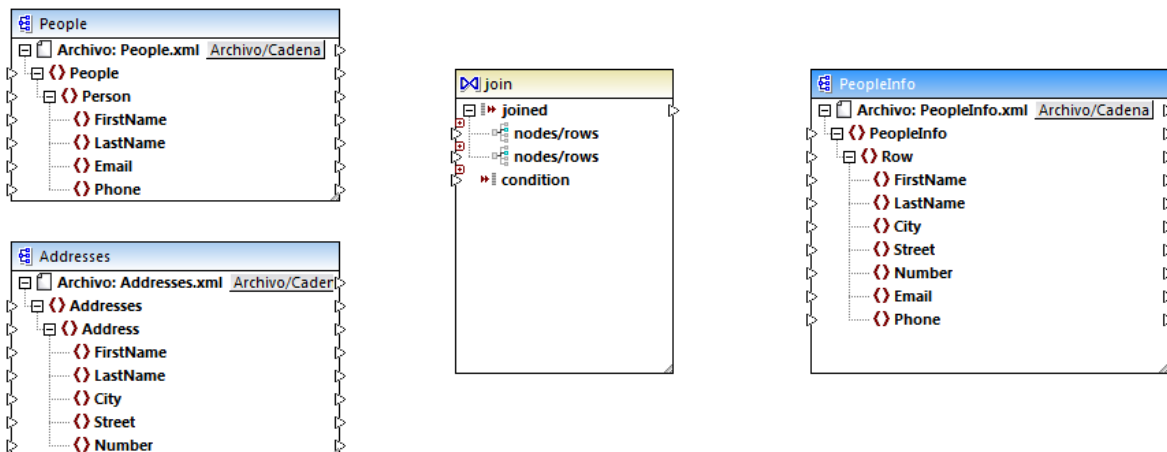 People
Archivo: People.xml Archivo/Cadena
People
Person
FirstName
LastName
Email
Phone
Addresses
Archivo: Addresses.xml Archivo/Cader
Addresses
Address
FirstName
LastName
City
Street
Number
join
joined
nodes/rows
nodes/rows
condition
PeopleInfo
Archivo: PeopleInfo.xml Archivo/Cadena
PeopleInfo
Row
FirstName
LastName
City
Street
Number
Email
Phone